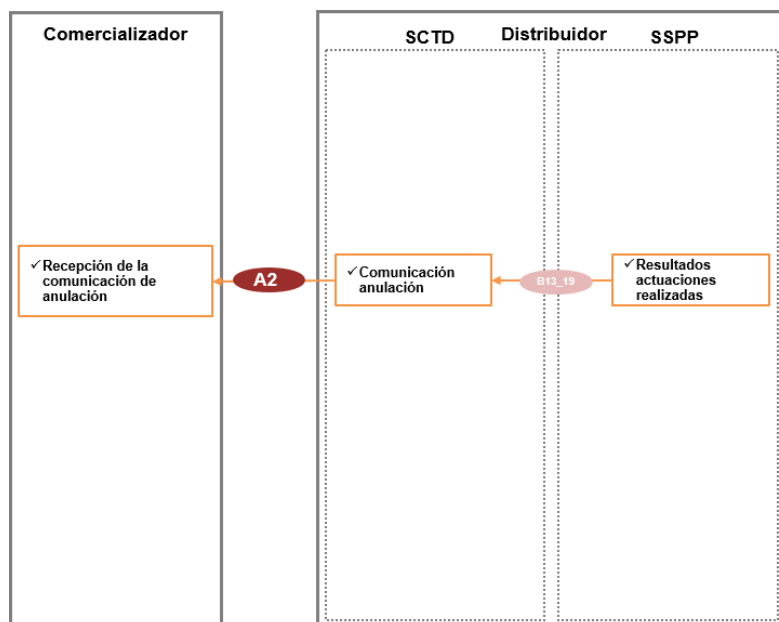 Comercializador
Distribuidor
SCTD
SSPP
✓Recepción de la
comunicación de
anulación
A2
✓Comunicación
anulación
B13_19
✓Resultados
actuaciones
realizadas